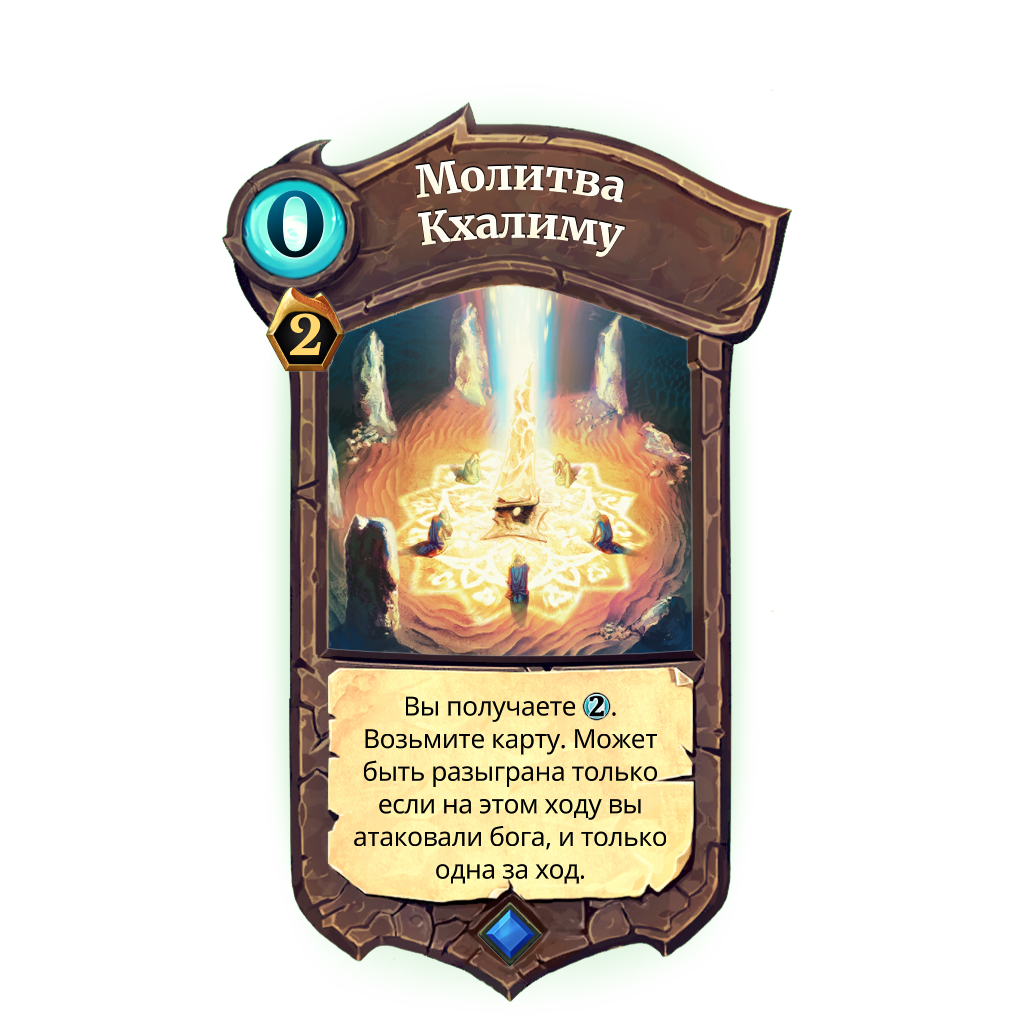 Молитва
Кхалиму
0
2
Вы получаете 2.
Возьмите карту. Может
быть разыграна только
если на этом ходу вы
атаковали бога, и только
одна за ход.